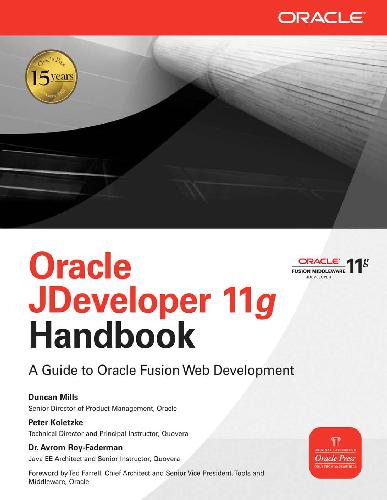 ORACLE
Oracle Press
15 years
Oracle
JDeveloper 11g
Handbook
ORACLE 11g
FUSION MIDDLEWARE
JDEVELOPER
A Guide to Oracle Fusion Web Development
Duncan Mills
Senior Director of Product Management, Oracle
Peter Koletzke
Technical Director and Principal Instructor, Quovera
Dr. Avrom Roy-Faderman
Java EE Architect and Senior Instructor, Quovera
Foreword by Ted Farrell, Chief Architect and Senior Vice President, Tools and
Middleware, Oracle
Oracle Press